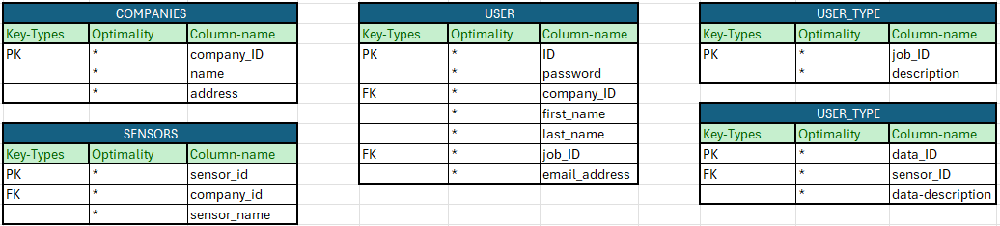 COMPANIES
Key-Types Optimality Column-name
PK * company_ID
* name
* address
SENSORS
Key-Types Optimality Column-name
PK * sensor_id
FK * company_id
* sensor_name
USER
Key-Types Optimality Column-name
PK * ID
* password
FK * company_ID
* first_name
* last_name
FK * job_ID
* email_address
USER_TYPE
Key-Types Optimality Column-name
PK * job_ID
* description
USER_TYPE
Key-Types Optimality Column-name
PK * data_ID
FK * sensor_ID
* data-description